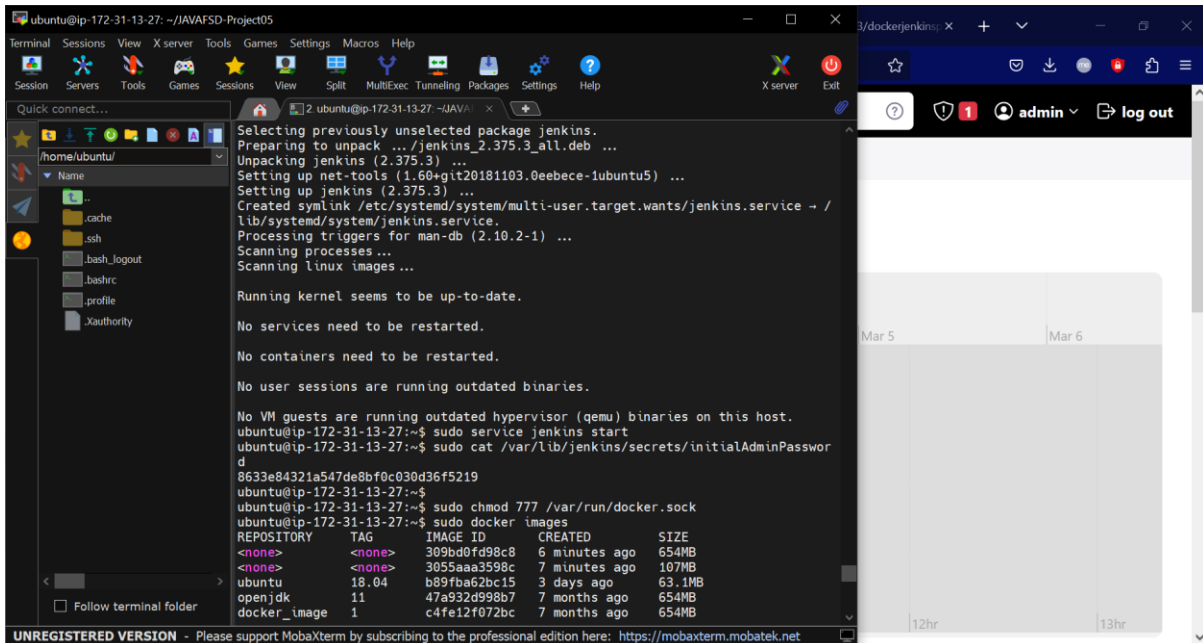 ubuntu@ip-172-31-13-27: ~/JAVAFSD-Project05
Terminal Sessions View X server Tools Games Settings Macros Help
Session Servers Tools Games Sessions View Split MultiExec Tunneling Packages Settings Help X server Exit
Quick connect...
2. ubuntu@ip-172-31-13-27: ~/JAVA
/home/ubuntu/
Name
..
.cache
.ssh
.bash_logout
.bashrc
.profile
.Xauthority
Follow terminal folder
Selecting previously unselected package jenkins.
Preparing to unpack .../jenkins_2.375.3_all.deb ...
Unpacking jenkins (2.375.3) ...
Setting up net-tools (1.60+git20181103.0eebece-1ubuntu5) ...
Setting up jenkins (2.375.3) ...
Created symlink /etc/systemd/system/multi-user.target.wants/jenkins.service → /
lib/systemd/system/jenkins.service.
Processing triggers for man-db (2.10.2-1) ...
Scanning processes...
Scanning linux images...
Running kernel seems to be up-to-date.
No services need to be restarted.
No containers need to be restarted.
No user sessions are running outdated binaries.
No VM guests are running outdated hypervisor (qemu) binaries on this host.
ubuntu@ip-172-31-13-27:~$ sudo service jenkins start
ubuntu@ip-172-31-13-27:~$ sudo cat /var/lib/jenkins/secrets/initialAdminPasswor
d
8633e84321a547de8bf0c030d36f5219
ubuntu@ip-172-31-13-27:~$
ubuntu@ip-172-31-13-27:~$ sudo chmod 777 /var/run/docker.sock
ubuntu@ip-172-31-13-27:~$ sudo docker images
REPOSITORY TAG IMAGE ID CREATED SIZE
<none> <none> 309bd0fd98c8 6 minutes ago 654MB
<none> <none> 3055aaa3598c 7 minutes ago 107MB
ubuntu 18.04 b89fba62bc15 3 days ago 63.1MB
openjdk 11 47a932d998b7 7 months ago 654MB
docker_image 1 c4fe12f072bc 7 months ago 654MB
UNREGISTERED VERSION - Please support MobaXterm by subscribing to the professional edition here: https://mobaxterm.mobatek.net
3/dockerjenkinsp
me
1 admin log out
Mar 5 Mar 6
12hr 13hr